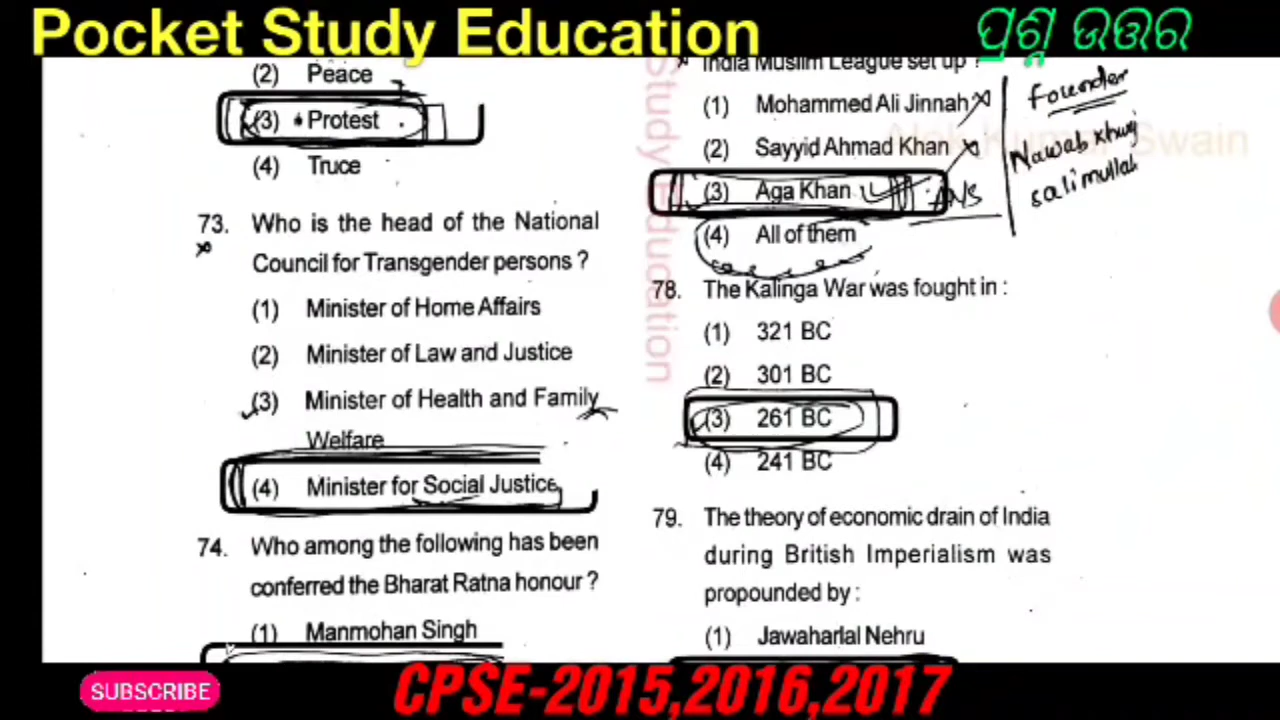 Pocket Study Education
ପ୍ରଶ୍ନ ଉତ୍ତର
(2) Peace
(3) Protest
(4) Truce
73. Who is the head of the National
Council for Transgender persons ?
(1) Minister of Home Affairs
(2) Minister of Law and Justice
(3) Minister of Health and Family
Welfare
(4) Minister for Social Justice
74. Who among the following has been
conferred the Bharat Ratna honour ?
(1) Manmohan Singh
India Muslim League set up ?
(1) Mohammed Ali Jinnah
(2) Sayyid Ahmad Khan
(3) Aga Khan
ANS
(4) All of them
founder
Nawab khwaj
salimullah
78. The Kalinga War was fought in :
(1) 321 BC
(2) 301 BC
(3) 261 BC
(4) 241 BC
79. The theory of economic drain of India
during British Imperialism was
propounded by :
(1) Jawaharlal Nehru
Study Education
Alok Kumar Swain
SUBSCRIBE
CPSE-2015,2016,2017